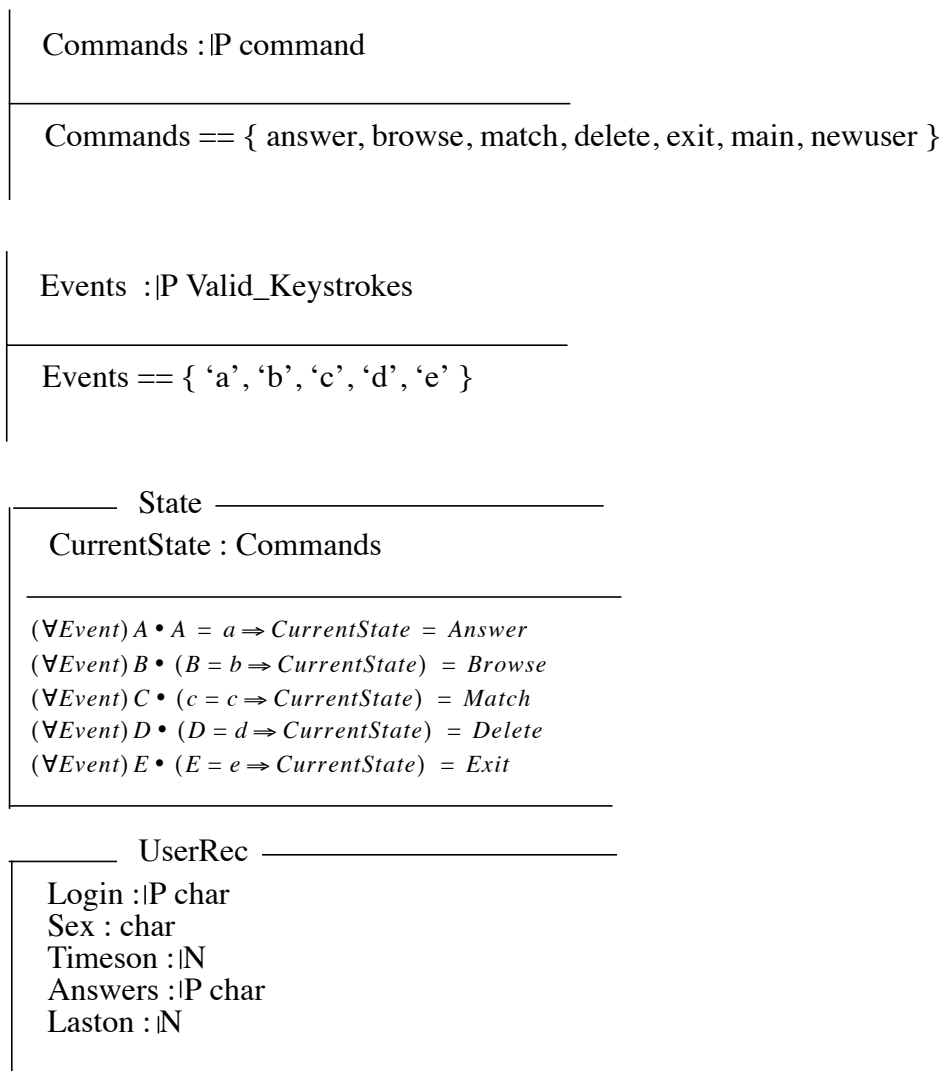 Commands : ℙ command
Commands == { answer, browse, match, delete, exit, main, newuser }
Events : ℙ Valid_Keystrokes
Events == { ‘a’, ‘b’, ‘c’, ‘d’, ‘e’ }
State
CurrentState : Commands
(∀Event) A • A = a ⇒ CurrentState = Answer
(∀Event) B • (B = b ⇒ CurrentState) = Browse
(∀Event) C • (c = c ⇒ CurrentState) = Match
(∀Event) D • (D = d ⇒ CurrentState) = Delete
(∀Event) E • (E = e ⇒ CurrentState) = Exit
UserRec
Login : ℙ char
Sex : char
Timeson : ℕ
Answers : ℙ char
Laston : ℕ